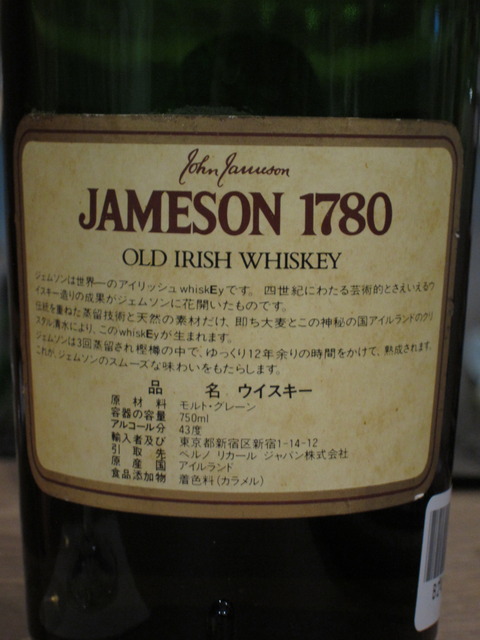 John Jameson
JAMESON 1780
OLD IRISH WHISKEY
ジェムソンは世界一のアイリッシュwhiskEyです。四世紀にわたる芸術的とさえいえるウ
イスキー造りの成果がジェムソンに花開いたものです。
伝統を重ねた蒸留技術と天然の素材だけ、即ち大麦とこの神秘の国アイルランドのクリ
スタル清水により、このwhiskEyが生まれます。
ジェムソンは3回蒸留され樫樽の中で、ゆっくり12年余りの時間をかけて、熟成されます。
これが、ジェムソンのスムーズな味わいをもたらします。
品 名 ウイスキー
原材料 モルト・グレーン
容器の容量 750ml
アルコール分 43度
輸入者及び 東京都新宿区新宿1-14-12
引取先 ペルノ リカール ジャパン株式会社
原産国 アイルランド
食品添加物 着色料(カラメル)